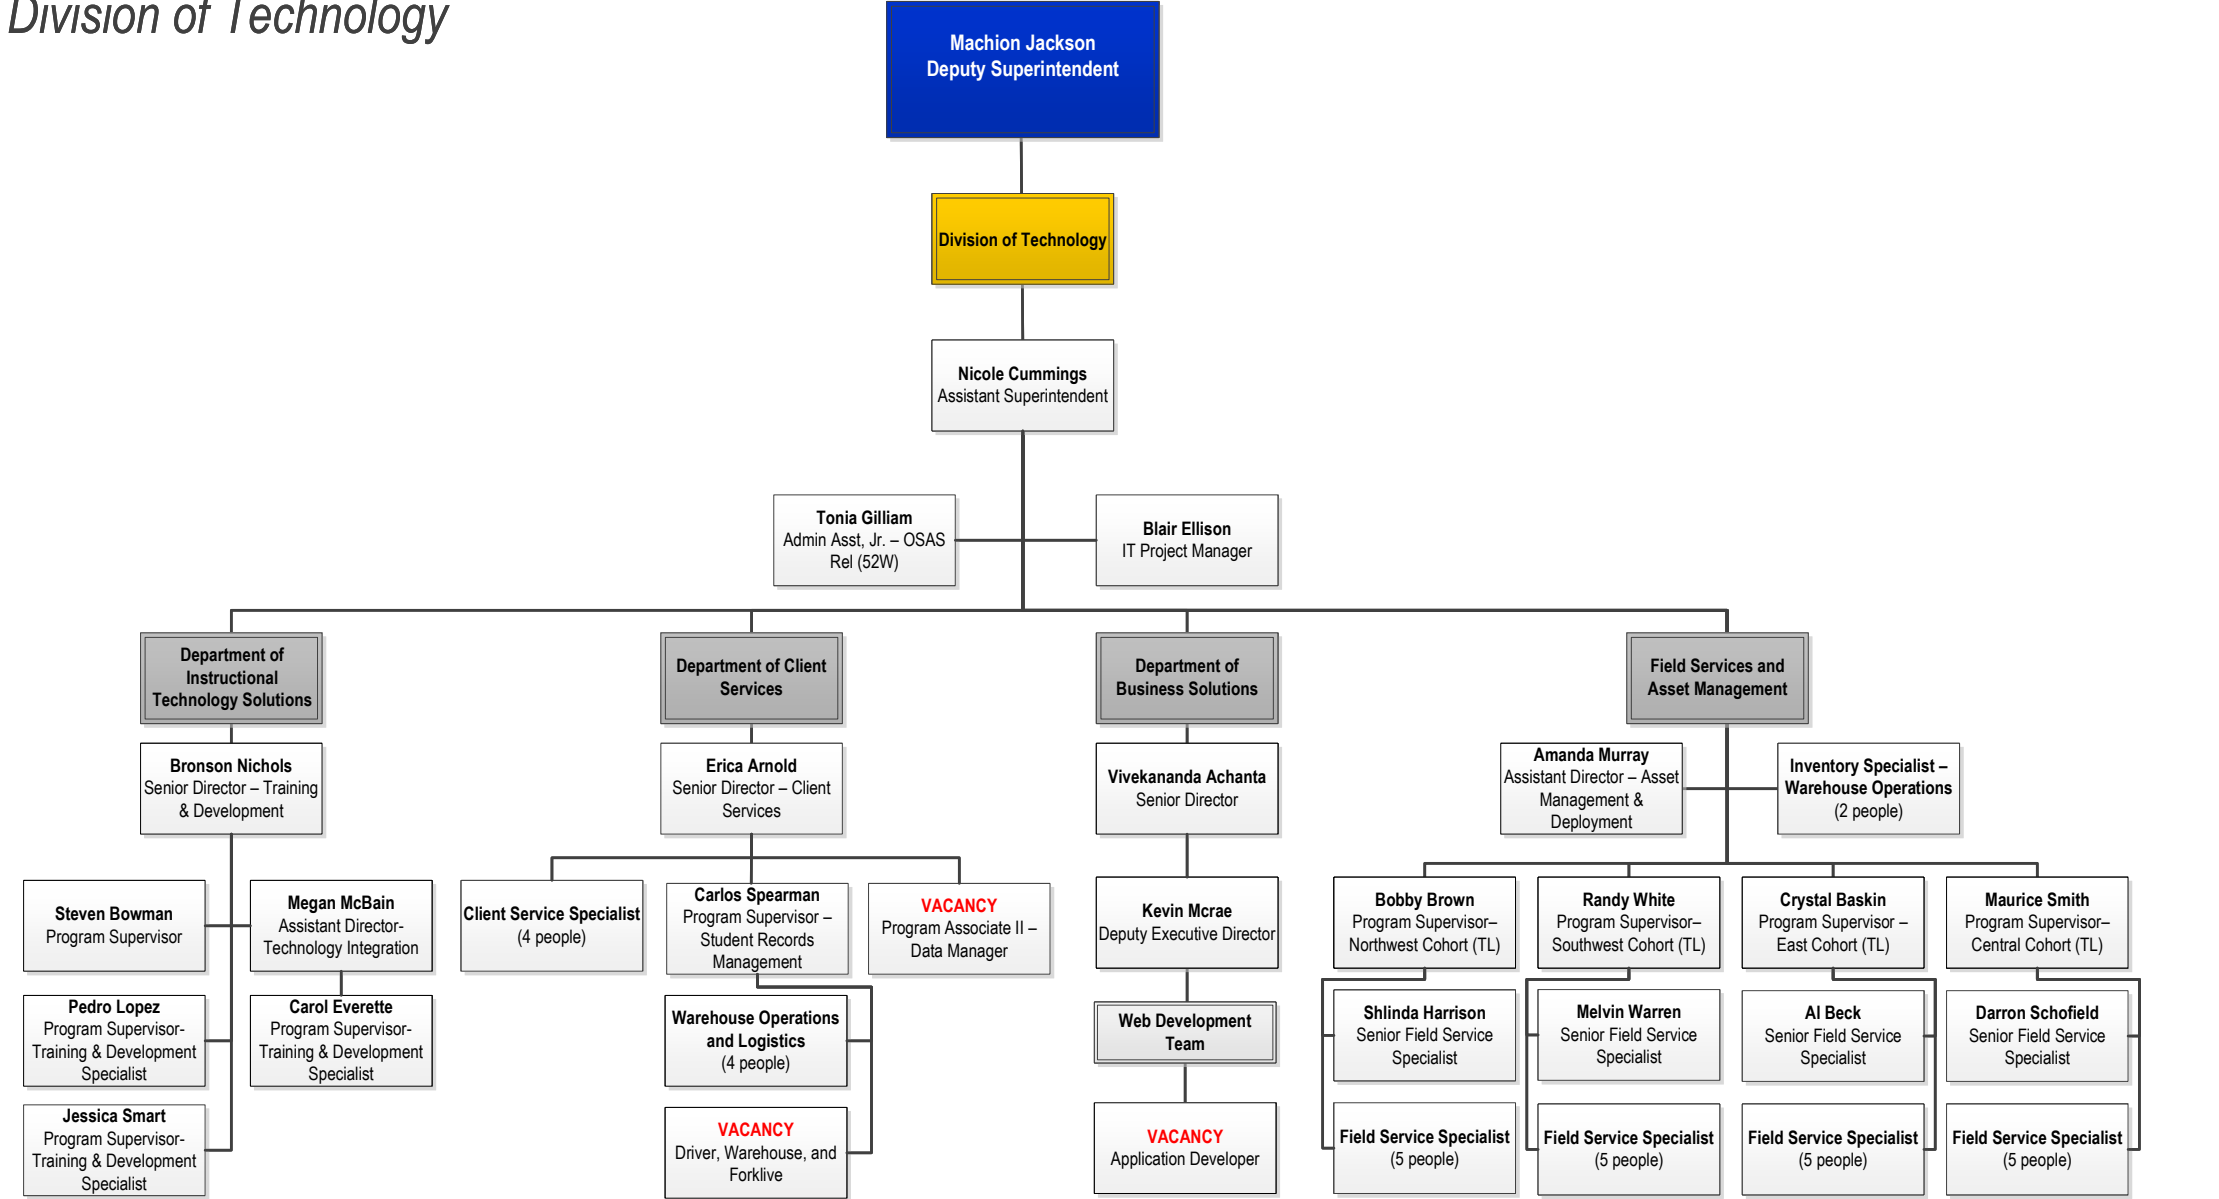 Division of Technology
Machion Jackson
Deputy Superintendent
Division of Technology
Nicole Cummings
Assistant Superintendent
Tonia Gilliam
Admin Asst, Jr. – OSAS
Rel (52W)
Blair Ellison
IT Project Manager
Department of
Instructional
Technology Solutions
Department of Client
Services
Department of
Business Solutions
Field Services and
Asset Management
Bronson Nichols
Senior Director – Training
& Development
Erica Arnold
Senior Director – Client
Services
Vivekananda Achanta
Senior Director
Amanda Murray
Assistant Director – Asset
Management &
Deployment
Inventory Specialist –
Warehouse Operations
(2 people)
Steven Bowman
Program Supervisor
Megan McBain
Assistant Director-
Technology Integration
Client Service Specialist
(4 people)
Carlos Spearman
Program Supervisor –
Student Records
Management
VACANCY
Program Associate II –
Data Manager
Kevin Mcrae
Deputy Executive Director
Bobby Brown
Program Supervisor–
Northwest Cohort (TL)
Randy White
Program Supervisor–
Southwest Cohort (TL)
Crystal Baskin
Program Supervisor –
East Cohort (TL)
Maurice Smith
Program Supervisor–
Central Cohort (TL)
Pedro Lopez
Program Supervisor-
Training & Development
Specialist
Carol Everette
Program Supervisor-
Training & Development
Specialist
Warehouse Operations
and Logistics
(4 people)
Web Development
Team
Shlinda Harrison
Senior Field Service
Specialist
Melvin Warren
Senior Field Service
Specialist
Al Beck
Senior Field Service
Specialist
Darron Schofield
Senior Field Service
Specialist
Jessica Smart
Program Supervisor-
Training & Development
Specialist
VACANCY
Driver, Warehouse, and
Forklive
VACANCY
Application Developer
Field Service Specialist
(5 people)
Field Service Specialist
(5 people)
Field Service Specialist
(5 people)
Field Service Specialist
(5 people)